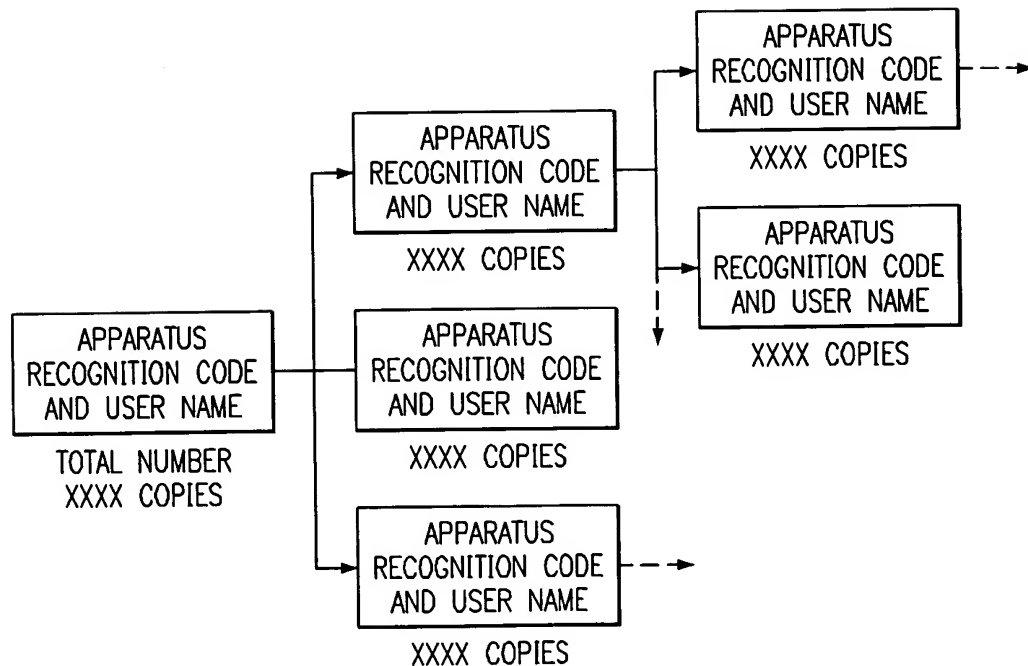 APPARATUS
RECOGNITION CODE
AND USER NAME
TOTAL NUMBER
XXXX COPIES
APPARATUS
RECOGNITION CODE
AND USER NAME
XXXX COPIES
APPARATUS
RECOGNITION CODE
AND USER NAME
XXXX COPIES
APPARATUS
RECOGNITION CODE
AND USER NAME
XXXX COPIES
APPARATUS
RECOGNITION CODE
AND USER NAME
XXXX COPIES
APPARATUS
RECOGNITION CODE
AND USER NAME
XXXX COPIES